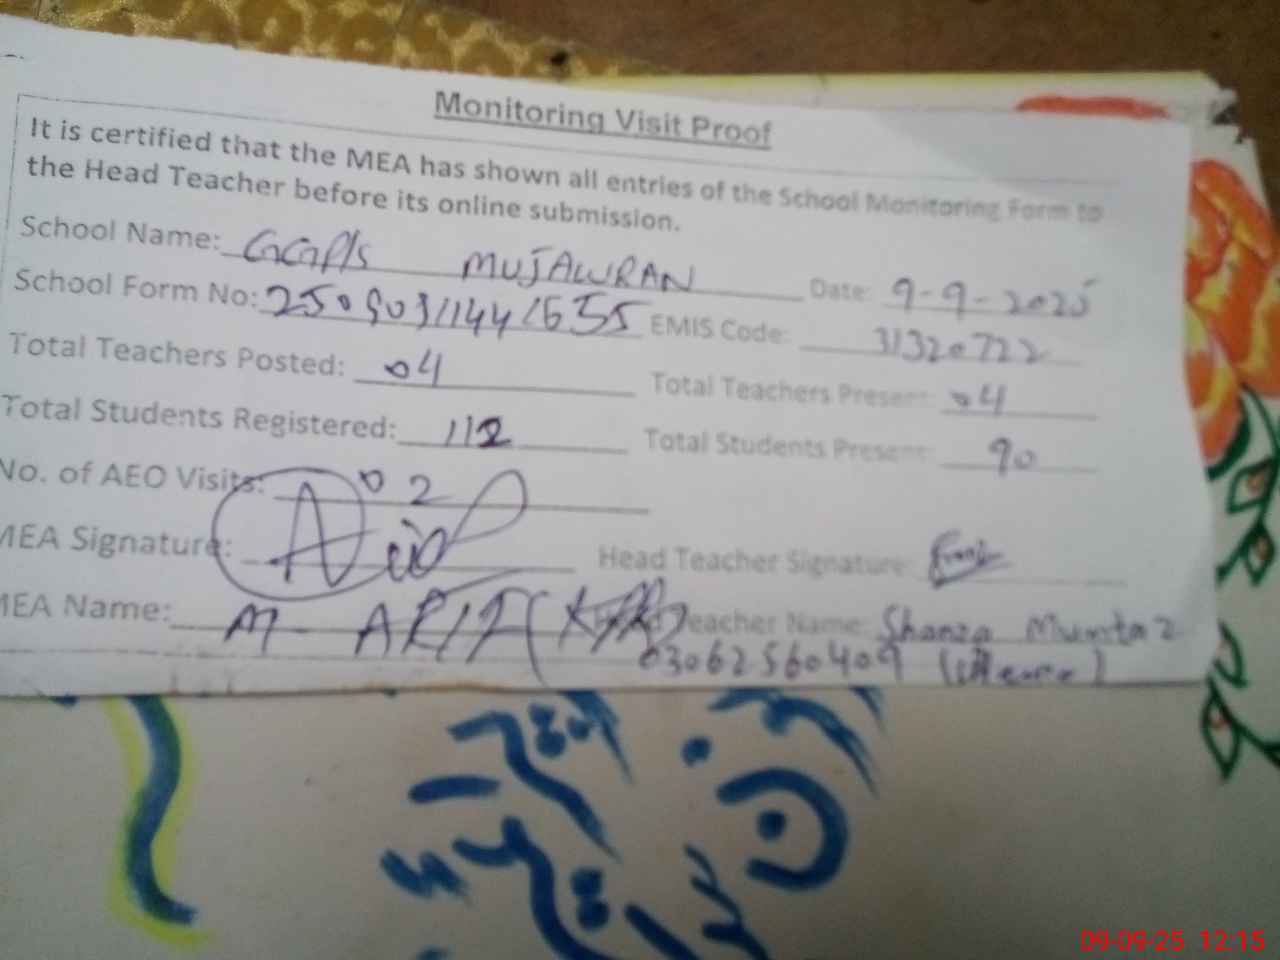 Monitoring Visit Proof
It is certified that the MEA has shown all entries of the School Monitoring Form to
the Head Teacher before its online submission.
School Name: GGPS MUJAWRAN Date: 9-9-2025
School Form No: EMIS Code: 31320722
Total Teachers Posted: 04 Total Teachers Present: 04
Total Students Registered: 112 Total Students Present: 90
No. of AEO Visits: 02
MEA Signature: Head Teacher Signature:
MEA Name: M ARIF Teacher Name: Shanza Mumtaz
03062560409
09-09-25 12:15